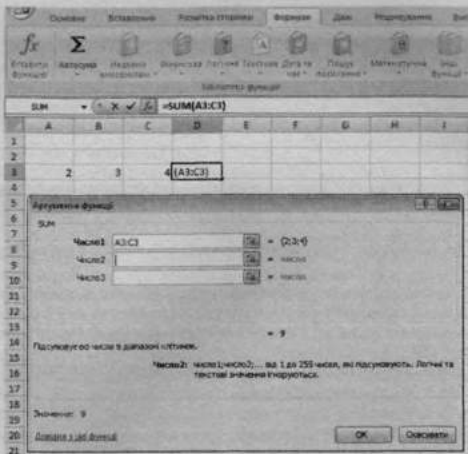 Основне Вставлення Розмітка сторінки Формули Дані Рецензування
fx Σ
Вставити функцію Автосума Фінансові Логічні Текстові Дата й час Математичні
Бібліотека функцій
SUM =SUM(A3:C3)
A B C D E F G H I
1
2
3 2 3 4 (A3:C3)
4
5 Аргументи функції
6 SUM
7 Число1 A3:C3 = {2;3;4}
8
9 Число2 = число
10 Число3 = число
11
12
13 = 9
14 Підсумовує всі числа в діапазоні клітинок.
15 Число2: число1;число2;... від 1 до 255 чисел, які підсумовують. Логічні та
16 текстові значення ігноруються.
17
18
19 Значення: 9
20 Довідка з цієї функції OK Скасувати
21